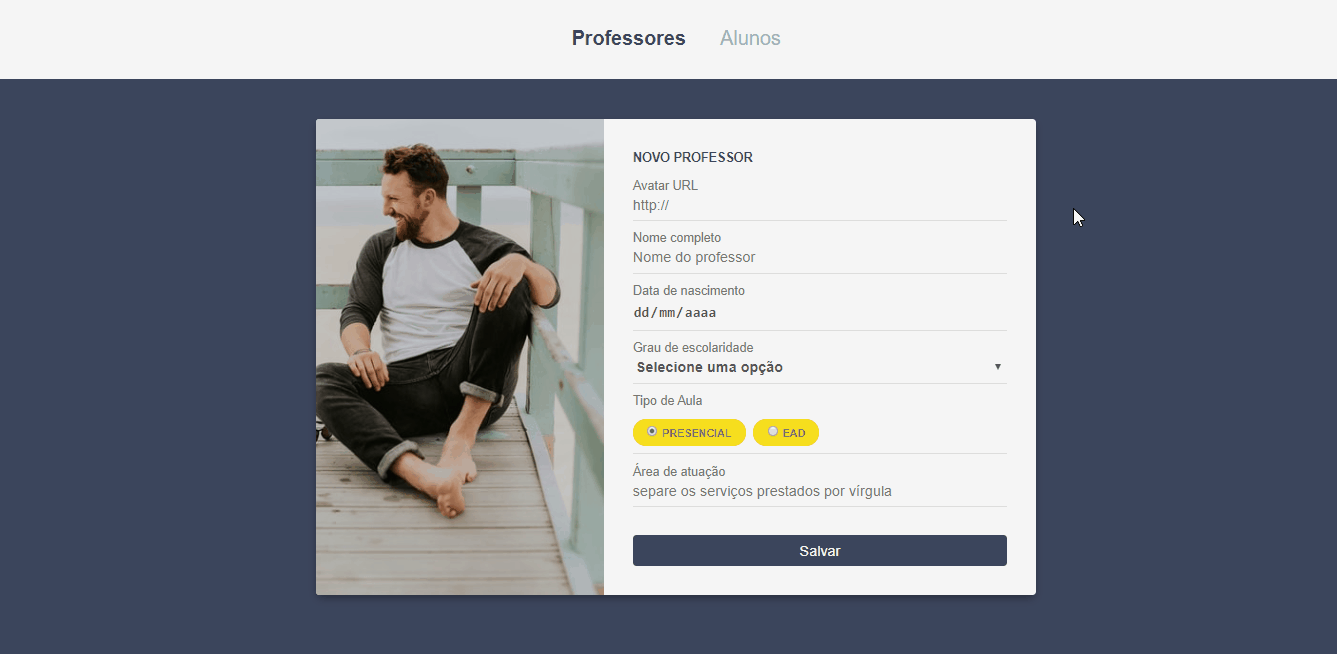 Professores Alunos
NOVO PROFESSOR
Avatar URL
http://
Nome completo
Nome do professor
Data de nascimento
dd/mm/aaaa
Grau de escolaridade
Selecione uma opção
Tipo de Aula
PRESENCIAL EAD
Área de atuação
separe os serviços prestados por vírgula
Salvar